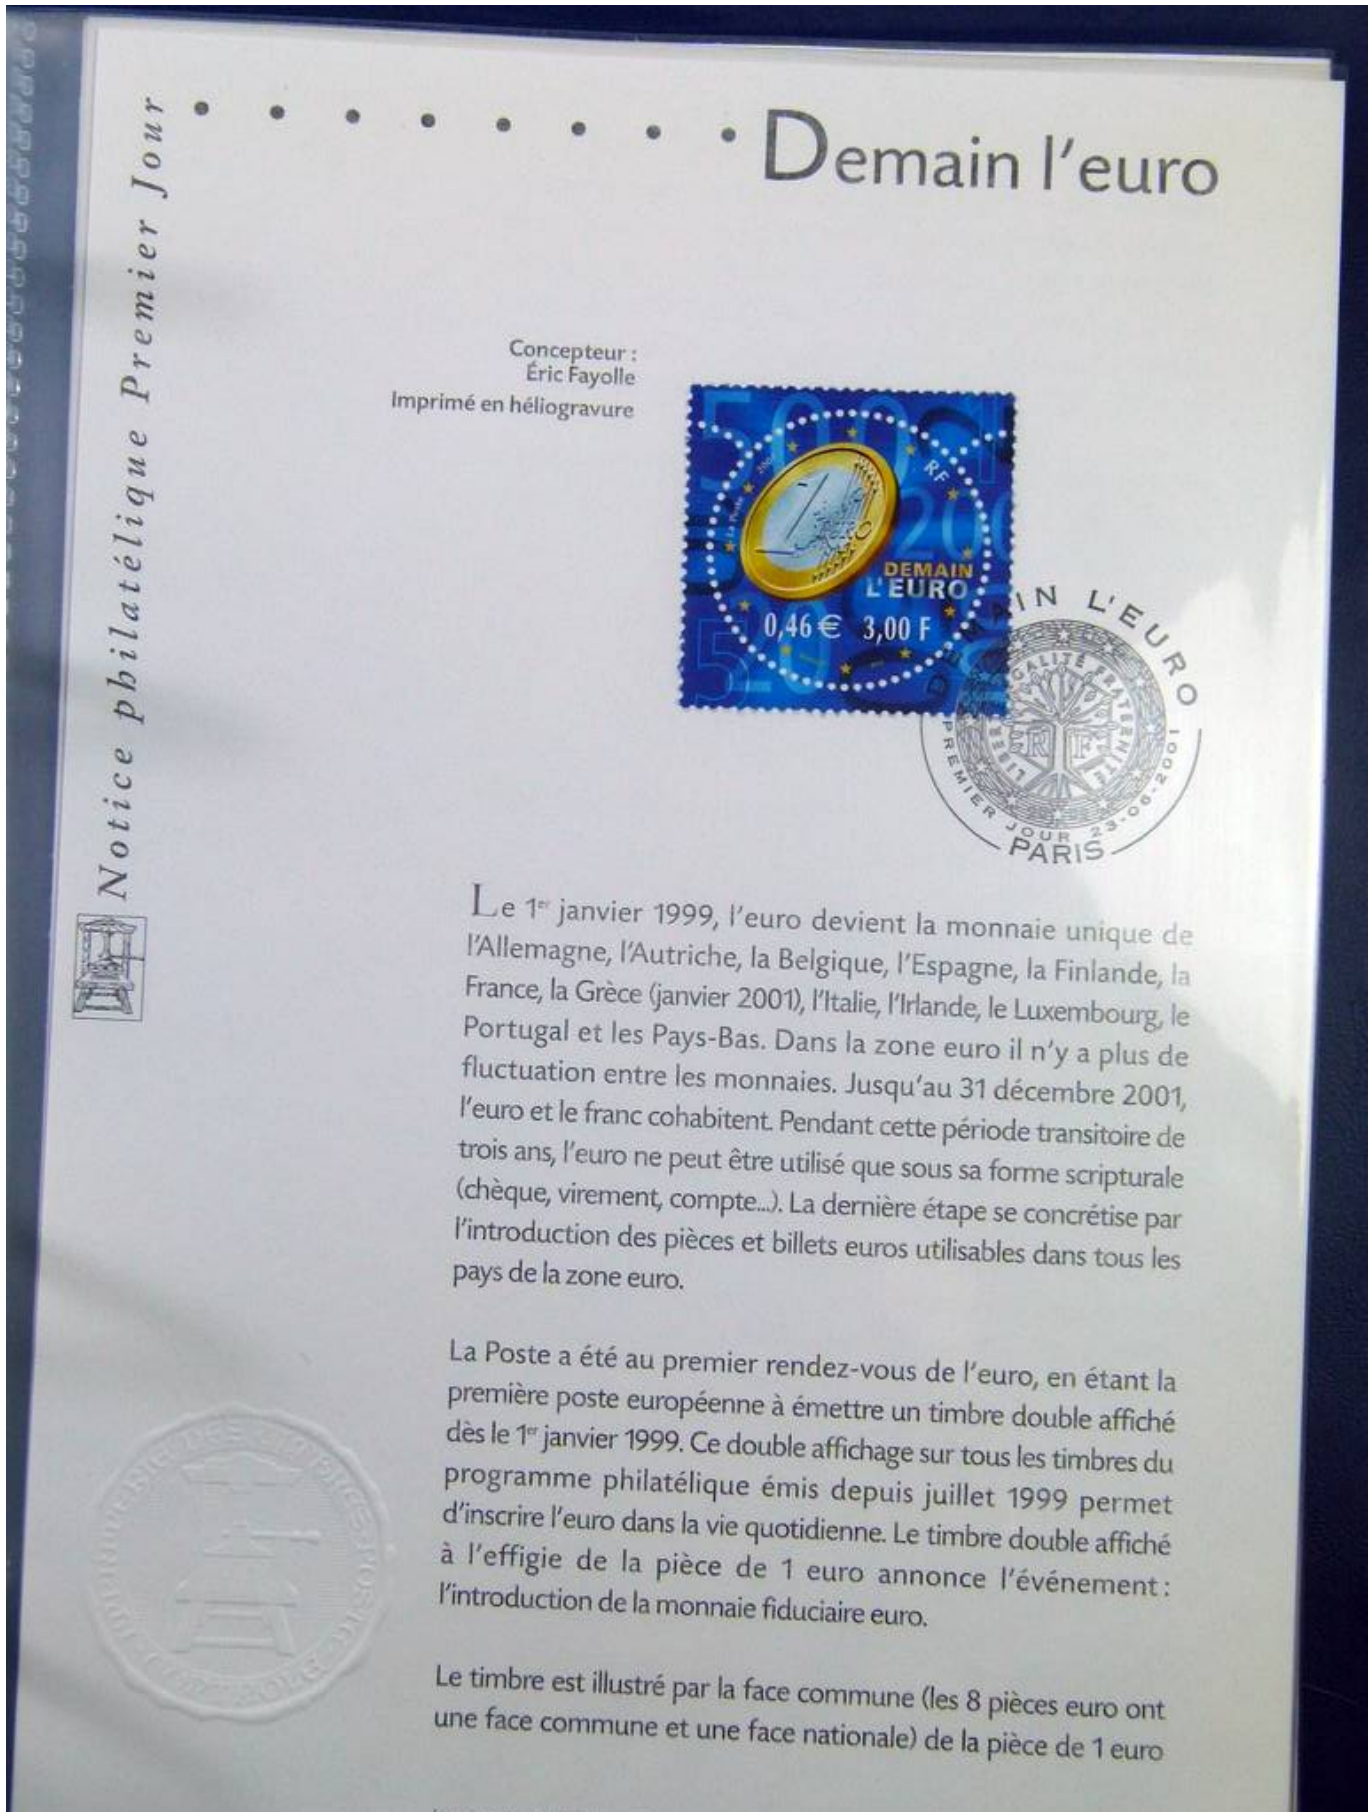 Demain l'euro
Notice philatélique Premier Jour
Concepteur :
Éric Fayolle
Imprimé en héliogravure
500
200
50
RF
La Poste
DEMAIN
L'EURO
0,46 € 3,00 F
DEMAIN L'EURO
LIBERTÉ ÉGALITÉ FRATERNITÉ
RF
PREMIER JOUR 23-06-2001
PARIS
Le 1er janvier 1999, l'euro devient la monnaie unique de
l'Allemagne, l'Autriche, la Belgique, l'Espagne, la Finlande, la
France, la Grèce (janvier 2001), l'Italie, l'Irlande, le Luxembourg, le
Portugal et les Pays-Bas. Dans la zone euro il n'y a plus de
fluctuation entre les monnaies. Jusqu'au 31 décembre 2001,
l'euro et le franc cohabitent. Pendant cette période transitoire de
trois ans, l'euro ne peut être utilisé que sous sa forme scripturale
(chèque, virement, compte...). La dernière étape se concrétise par
l'introduction des pièces et billets euros utilisables dans tous les
pays de la zone euro.
La Poste a été au premier rendez-vous de l'euro, en étant la
première poste européenne à émettre un timbre double affiché
dès le 1er janvier 1999. Ce double affichage sur tous les timbres du
programme philatélique émis depuis juillet 1999 permet
d'inscrire l'euro dans la vie quotidienne. Le timbre double affiché
à l'effigie de la pièce de 1 euro annonce l'événement :
l'introduction de la monnaie fiduciaire euro.
Le timbre est illustré par la face commune (les 8 pièces euro ont
une face commune et une face nationale) de la pièce de 1 euro